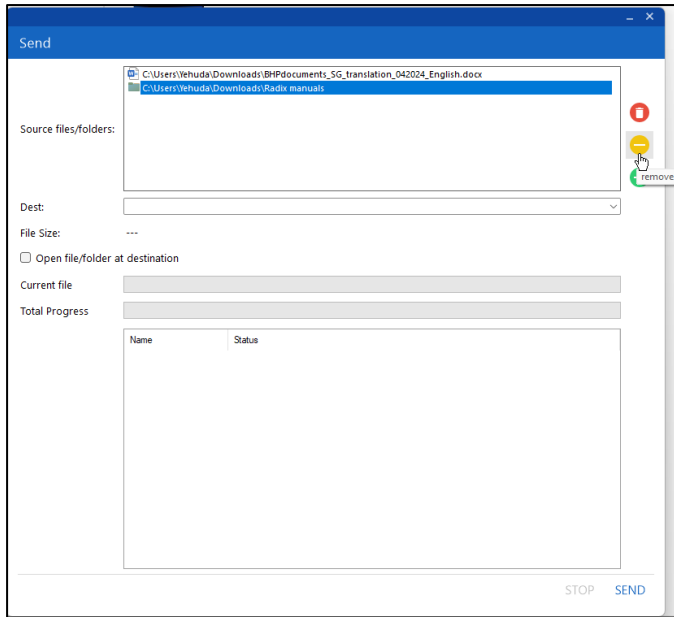 Send
C:\Users\Yehuda\Downloads\BHPdocuments_SG_translation_042024_English.docx
C:\Users\Yehuda\Downloads\Radix manuals
Source files/folders:
remove
Dest:
File Size: ---
Open file/folder at destination
Current file
Total Progress
Name Status
STOP SEND